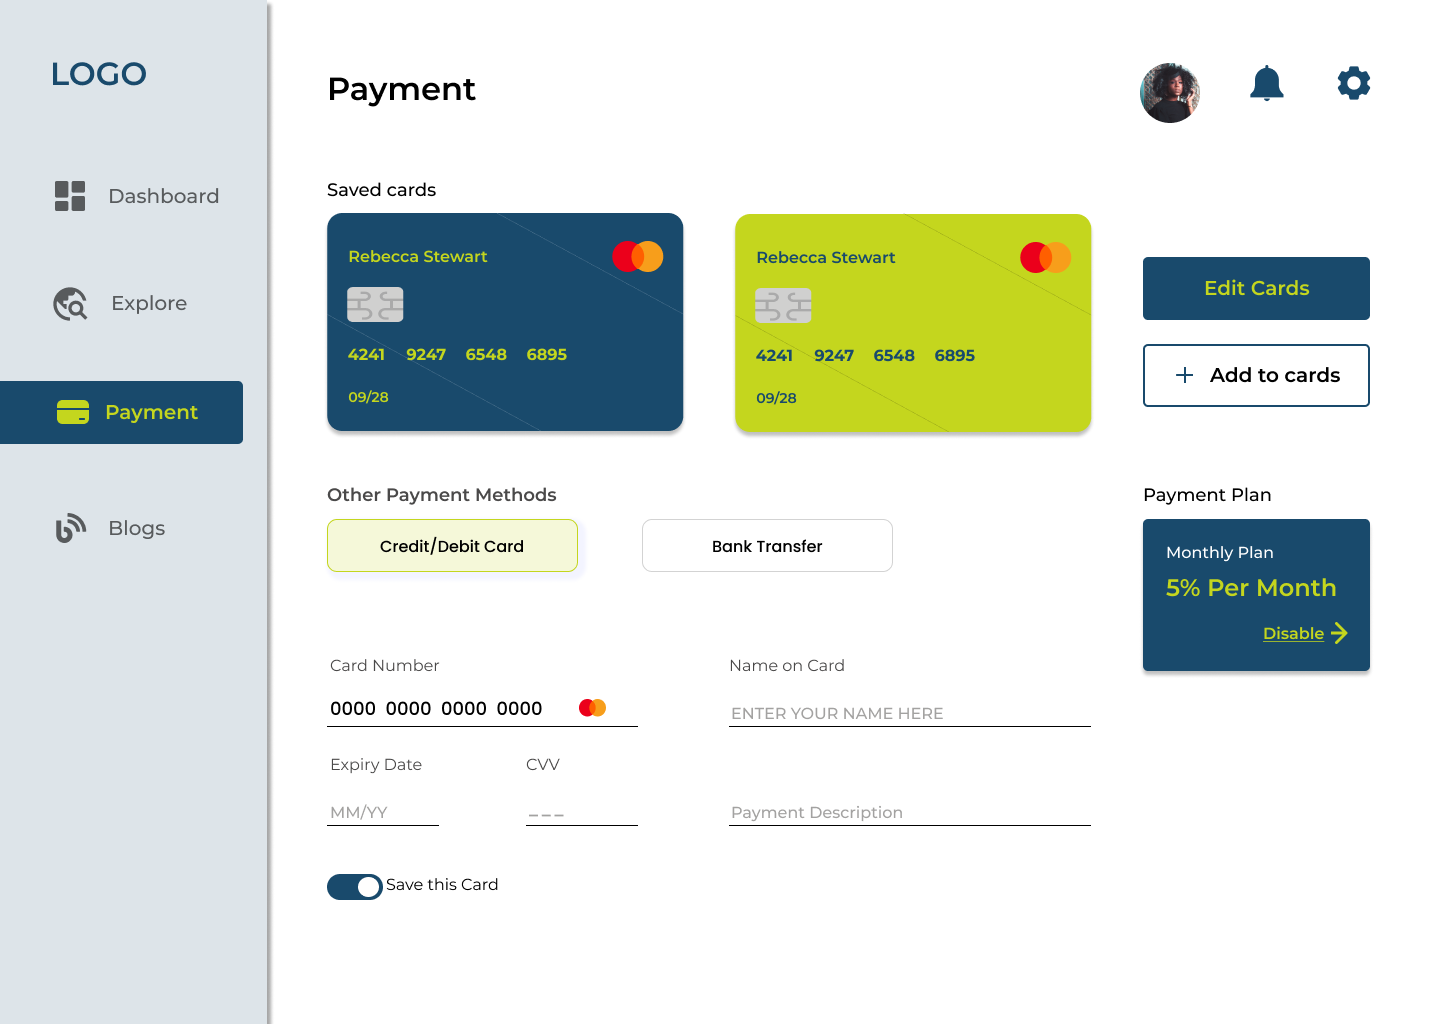 LOGO
Dashboard
Explore
Payment
Blogs
Payment
Saved cards
Rebecca Stewart
4241 9247 6548 6895
09/28
Rebecca Stewart
4241 9247 6548 6895
09/28
Edit Cards
+ Add to cards
Other Payment Methods
Credit/Debit Card
Bank Transfer
Payment Plan
Monthly Plan
5% Per Month
Disable
Card Number
0000 0000 0000 0000
Name on Card
ENTER YOUR NAME HERE
Expiry Date
MM/YY
CVV
---
Payment Description
Save this Card